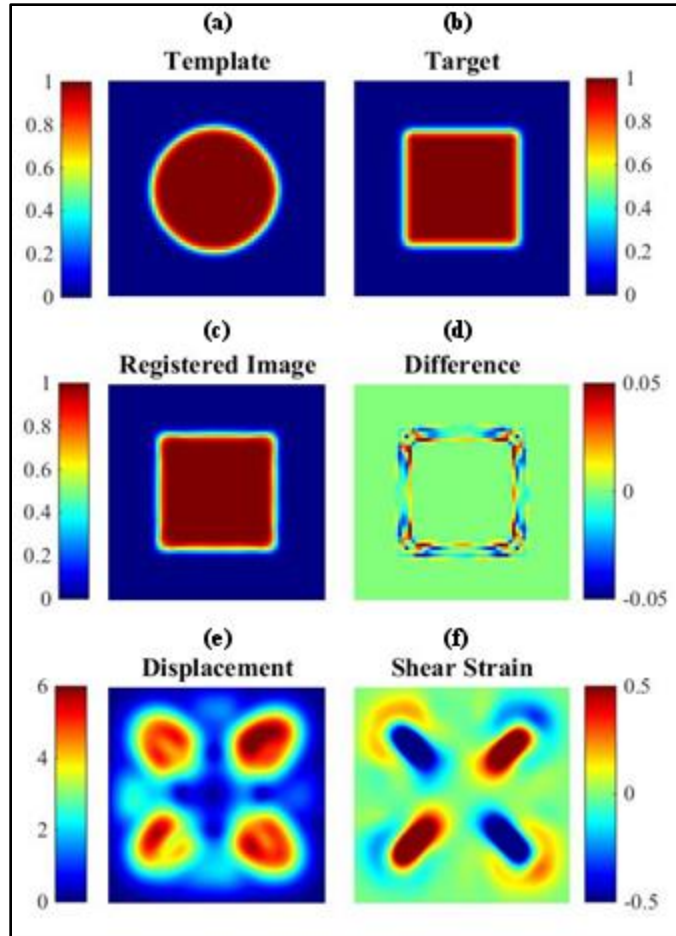 (a) (b)
Template Target
1 1
0.8 0.8
0.6 0.6
0.4 0.4
0.2 0.2
0 0
(c) (d)
Registered Image Difference
1 0.05
0.8
0.6 0
0.4
0.2
0 -0.05
(e) (f)
Displacement Shear Strain
6 0.5
4
0
2
0 -0.5